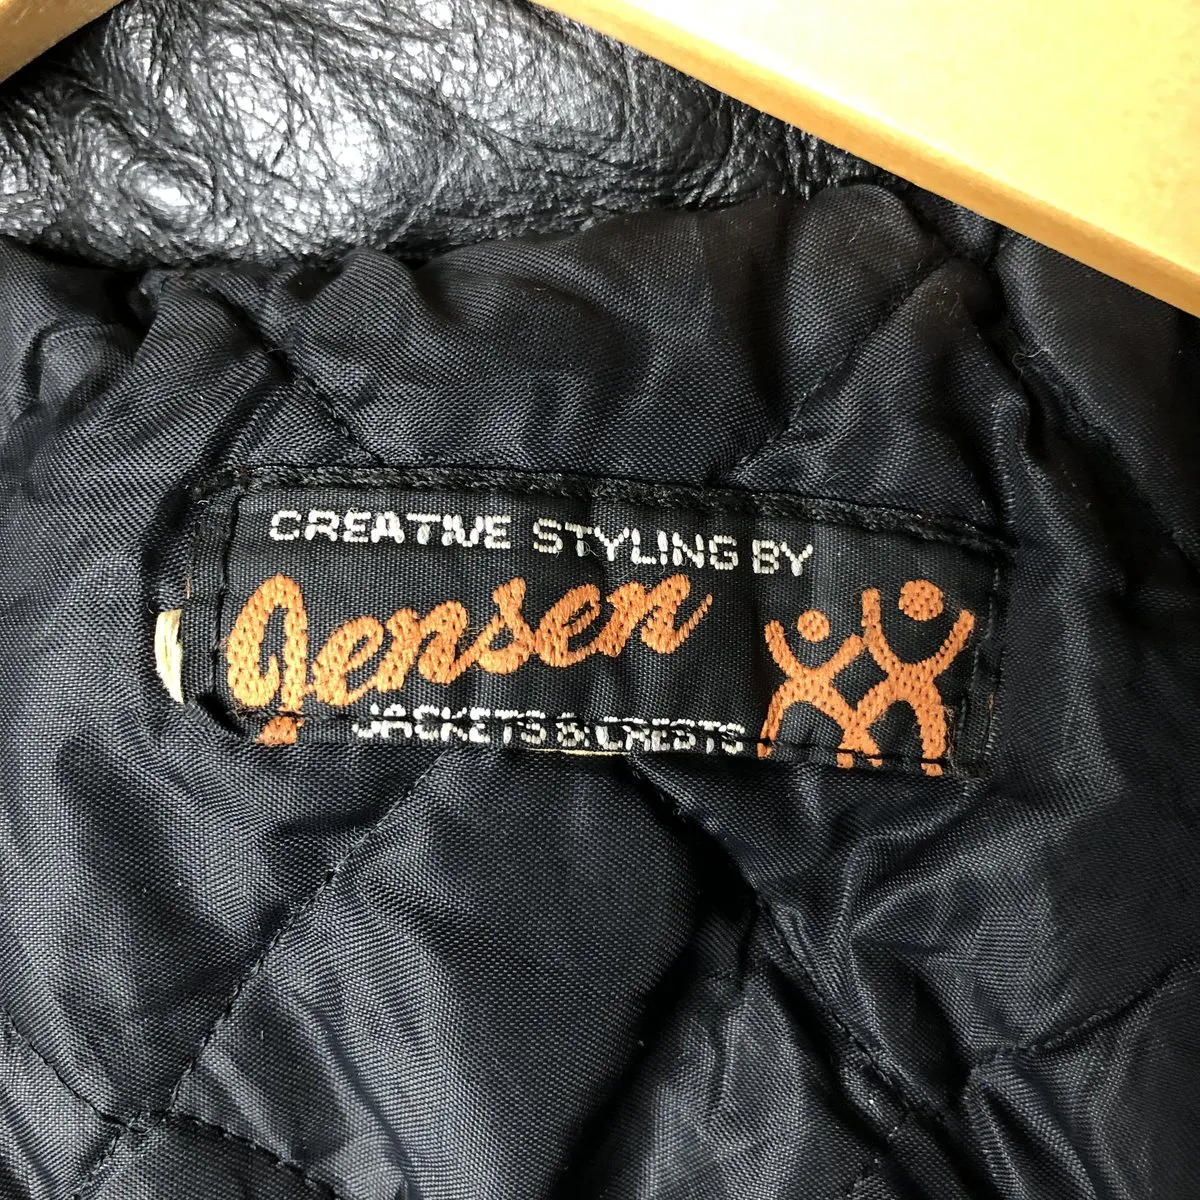 CREATIVE STYLING BY
Jensen
JACKETS & CRESTS